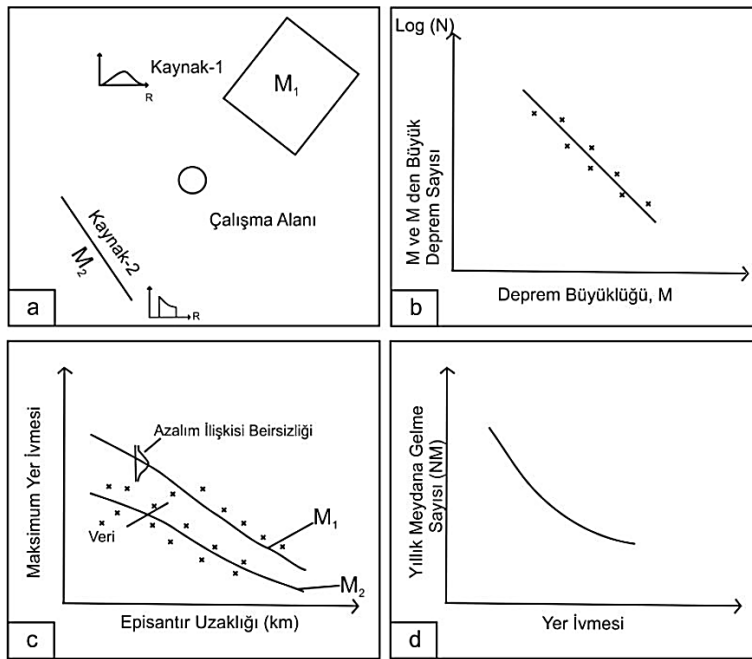 Kaynak-1
M₁
R
Çalışma Alanı
Kaynak-2
M₂
R
a
Log (N)
M ve M den Büyük
Deprem Sayısı
Deprem Büyüklüğü, M
b
Maksimum Yer İvmesi
Azalım İlişkisi Beirsizliği
Veri
M₁
M₂
Episantır Uzaklığı (km)
c
Yıllık Meydana Gelme
Sayısı (NM)
Yer İvmesi
d